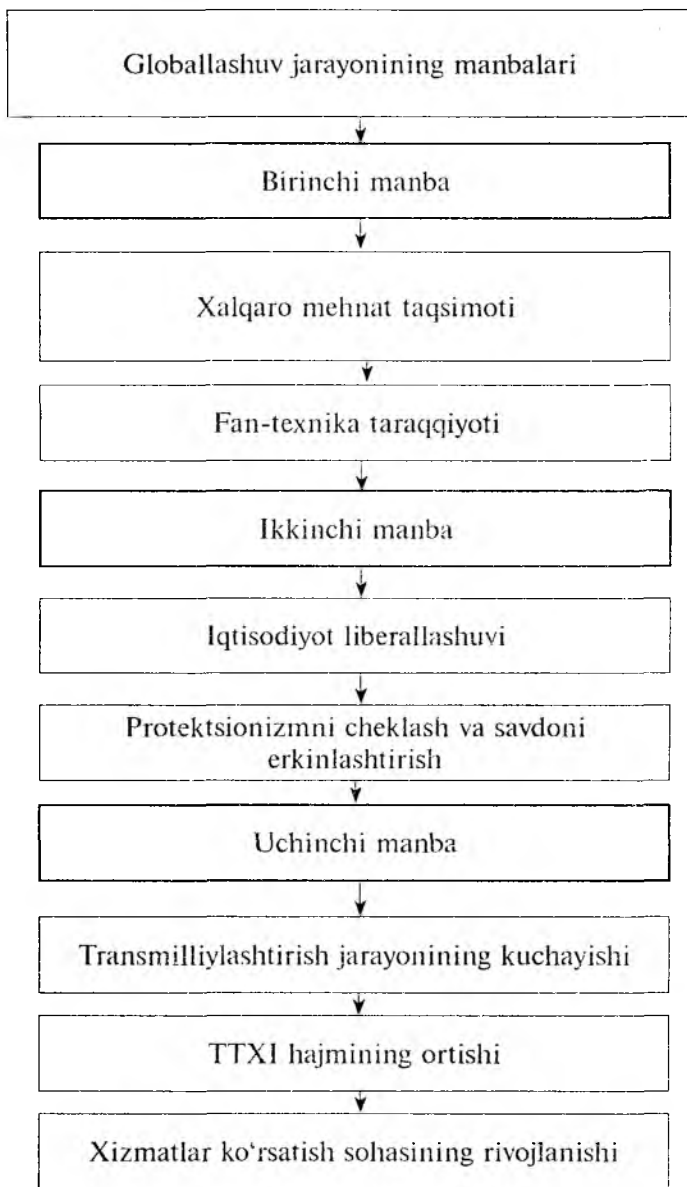 Globallashuv jarayonining manbalari
Birinchi manba
Xalqaro mehnat taqsimoti
Fan-texnika taraqqiyoti
Ikkinchi manba
Iqtisodiyot liberallashuvi
Protektsionizmni cheklash va savdoni
erkinlashtirish
Uchinchi manba
Transmilliylashtirish jarayonining kuchayishi
TTXI hajmining ortishi
Xizmatlar ko‘rsatish sohasining rivojlanishi